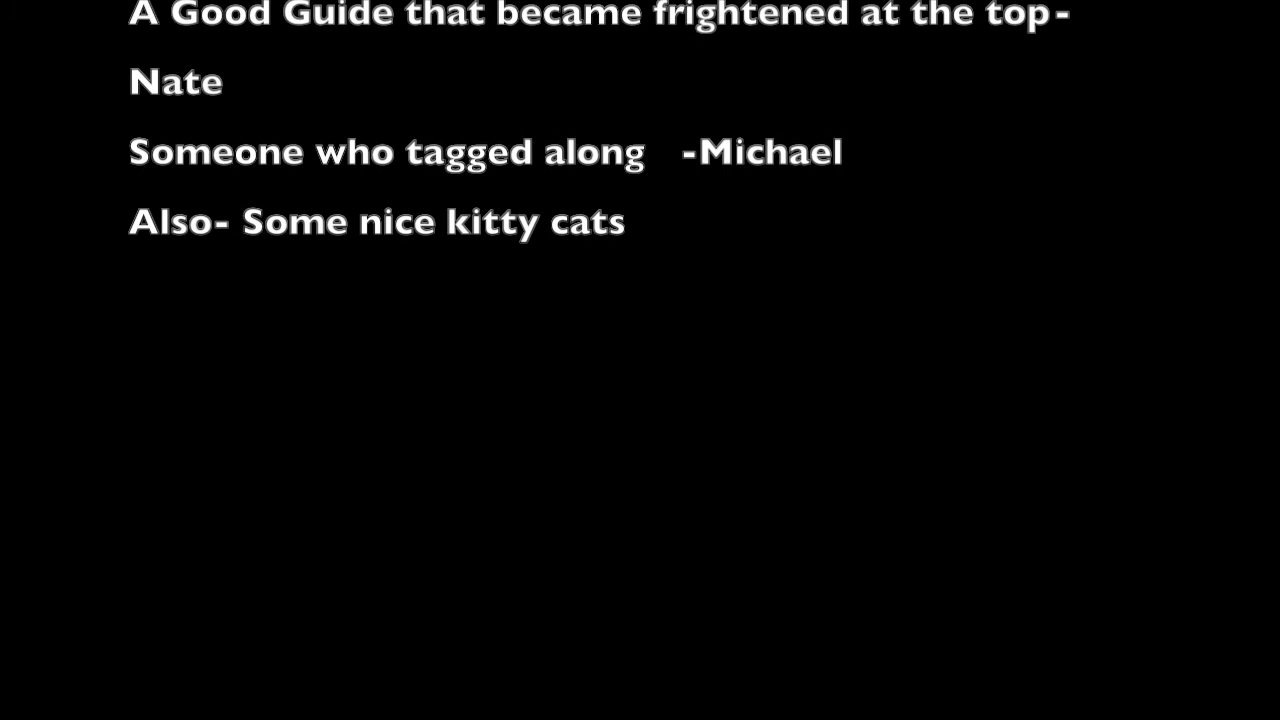 A Good Guide that became frightened at the top-
Nate
Someone who tagged along -Michael
Also- Some nice kitty cats